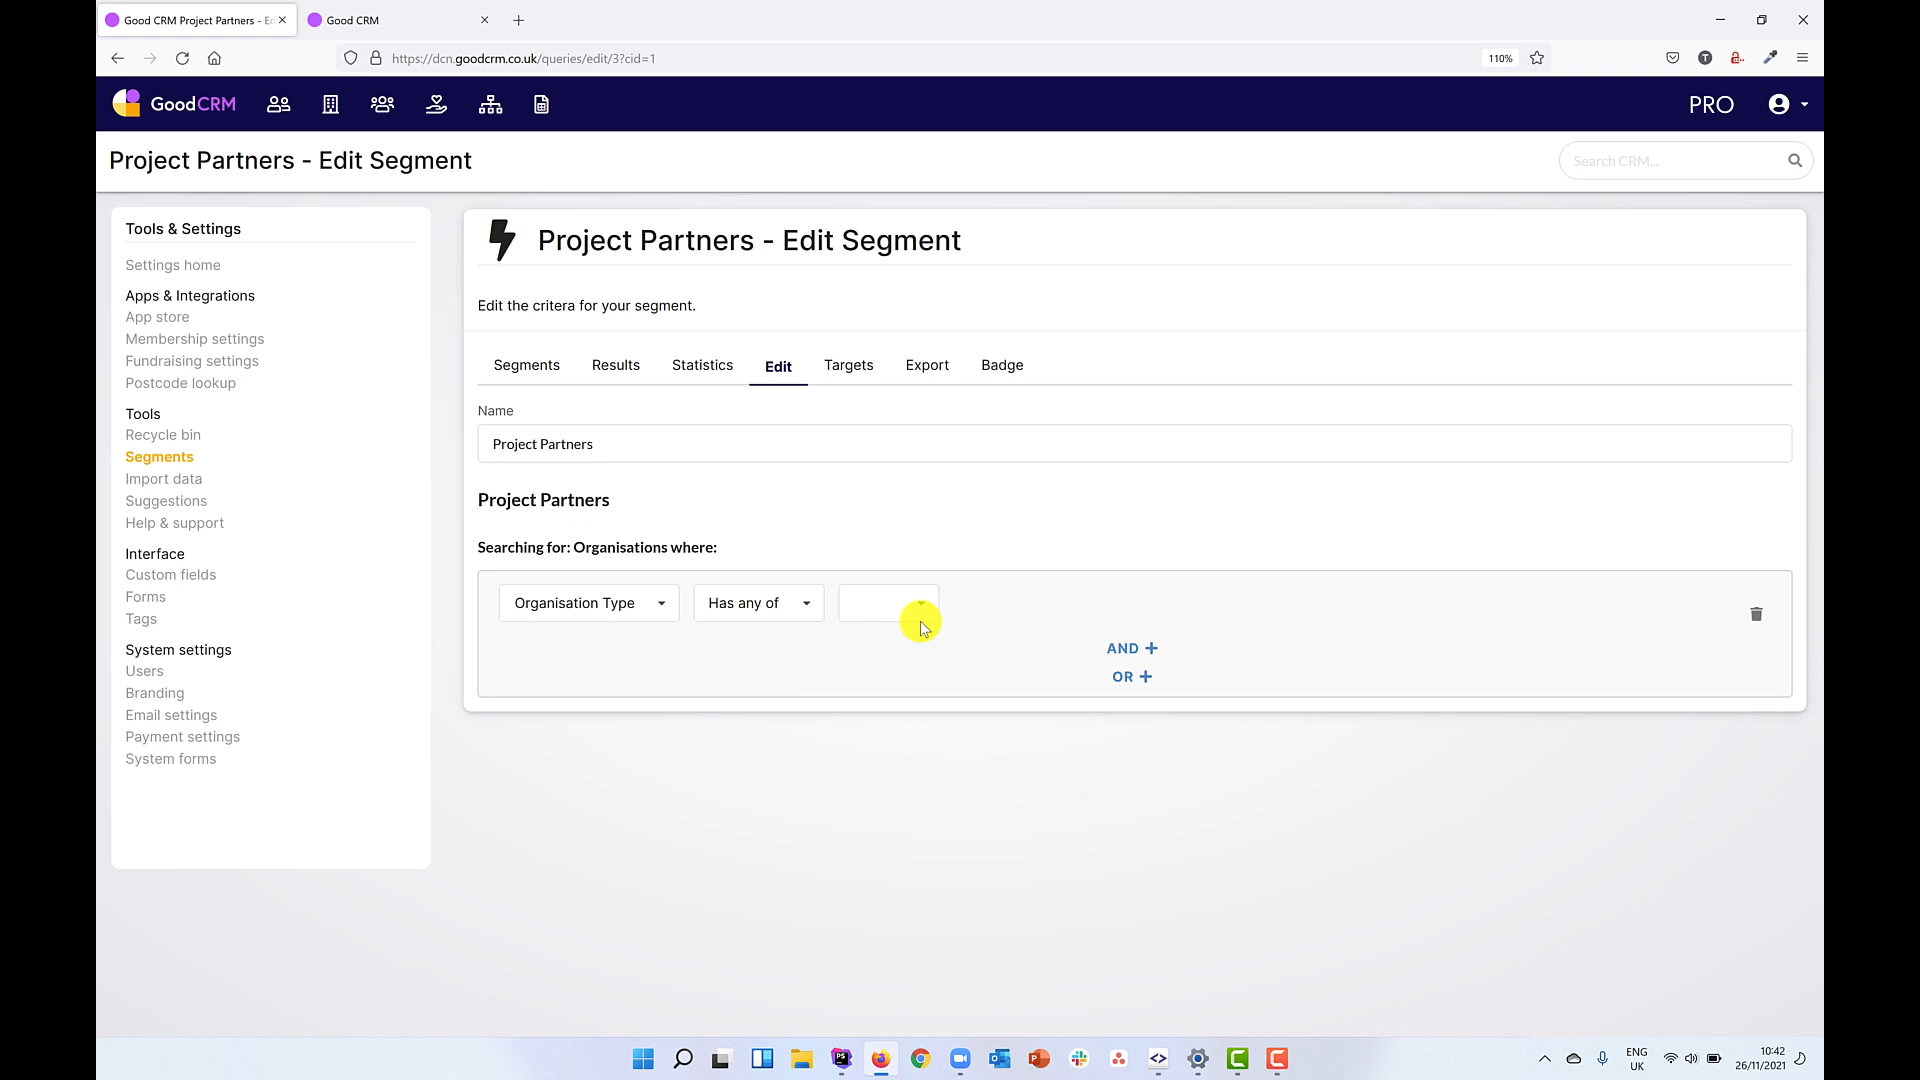 Good CRM Project Partners - Ed
Good CRM
https://dcn.goodcrm.co.uk/queries/edit/3?cid=1
110%
GoodCRM
PRO
Project Partners - Edit Segment
Search CRM...
Tools & Settings
Settings home
Apps & Integrations
App store
Membership settings
Fundraising settings
Postcode lookup
Tools
Recycle bin
Segments
Import data
Suggestions
Help & support
Interface
Custom fields
Forms
Tags
System settings
Users
Branding
Email settings
Payment settings
System forms
Project Partners - Edit Segment
Edit the critera for your segment.
Segments Results Statistics Edit Targets Export Badge
Name
Project Partners
Project Partners
Searching for: Organisations where:
Organisation Type Has any of
AND +
OR +
ENG
UK
10:42
26/11/2021